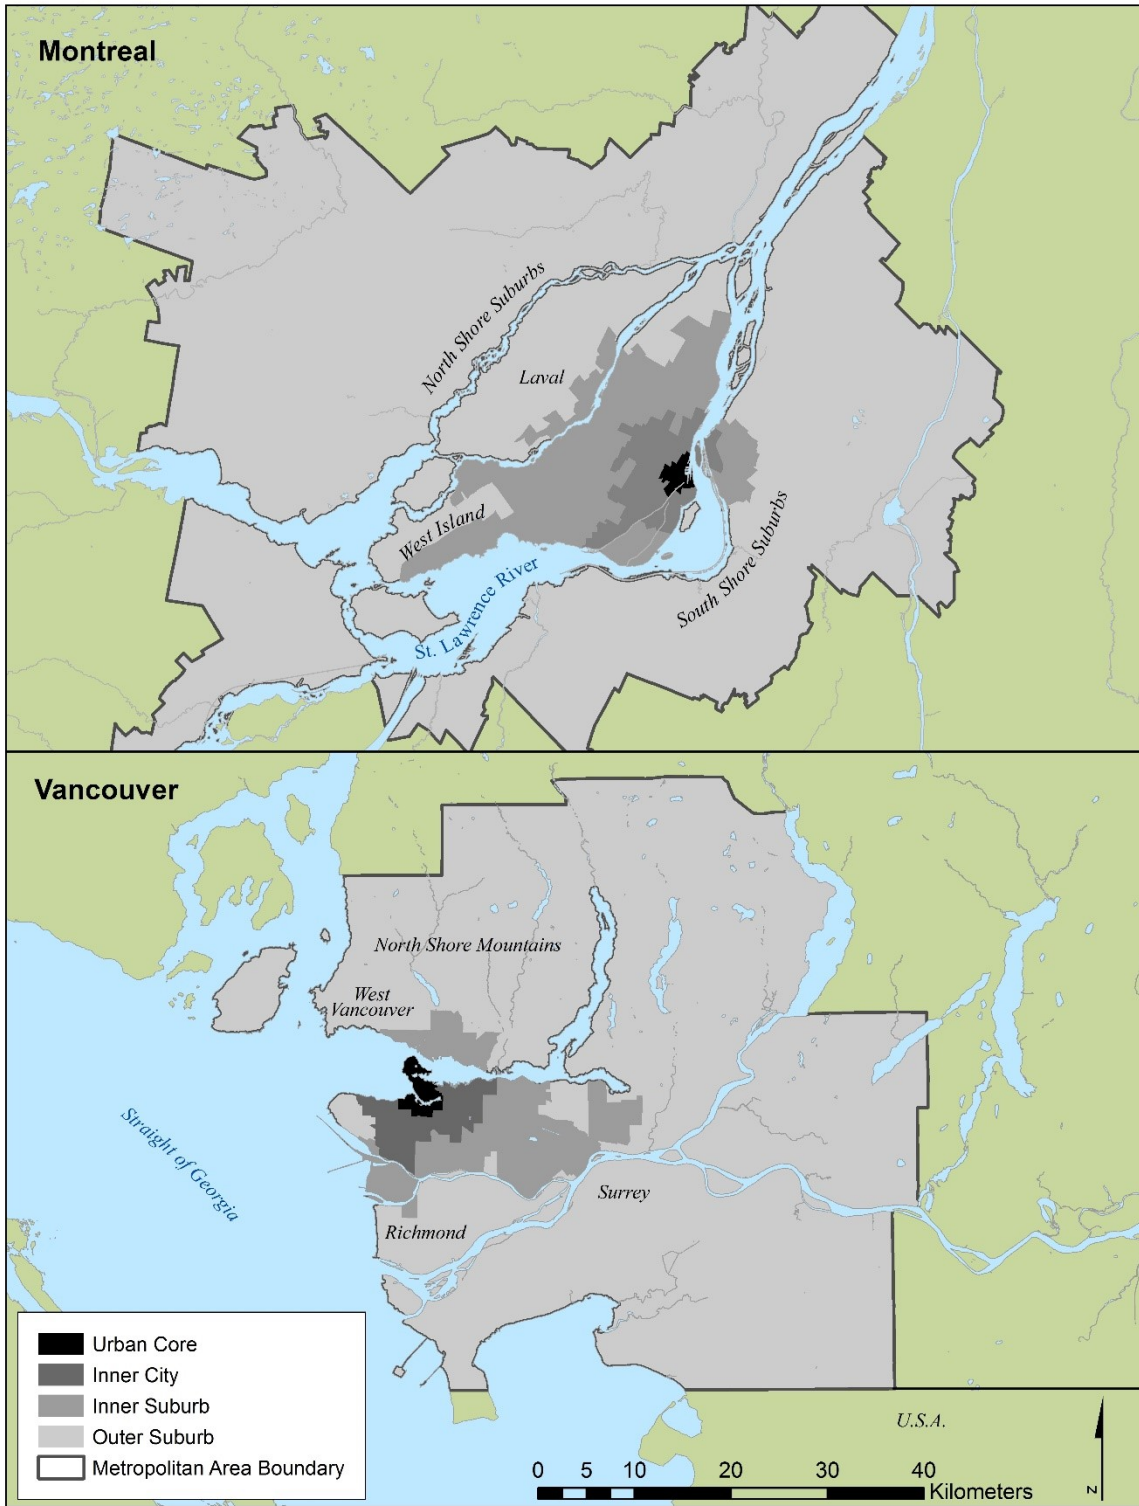 Montreal
North Shore Suburbs
Laval
West Island
St. Lawrence River
South Shore Suburbs
Vancouver
North Shore Mountains
West
Vancouver
Straight of Georgia
Surrey
Richmond
Urban Core
Inner City
Inner Suburb
Outer Suburb
Metropolitan Area Boundary
U.S.A.
0 5 10 20 30 40
Kilometers
N